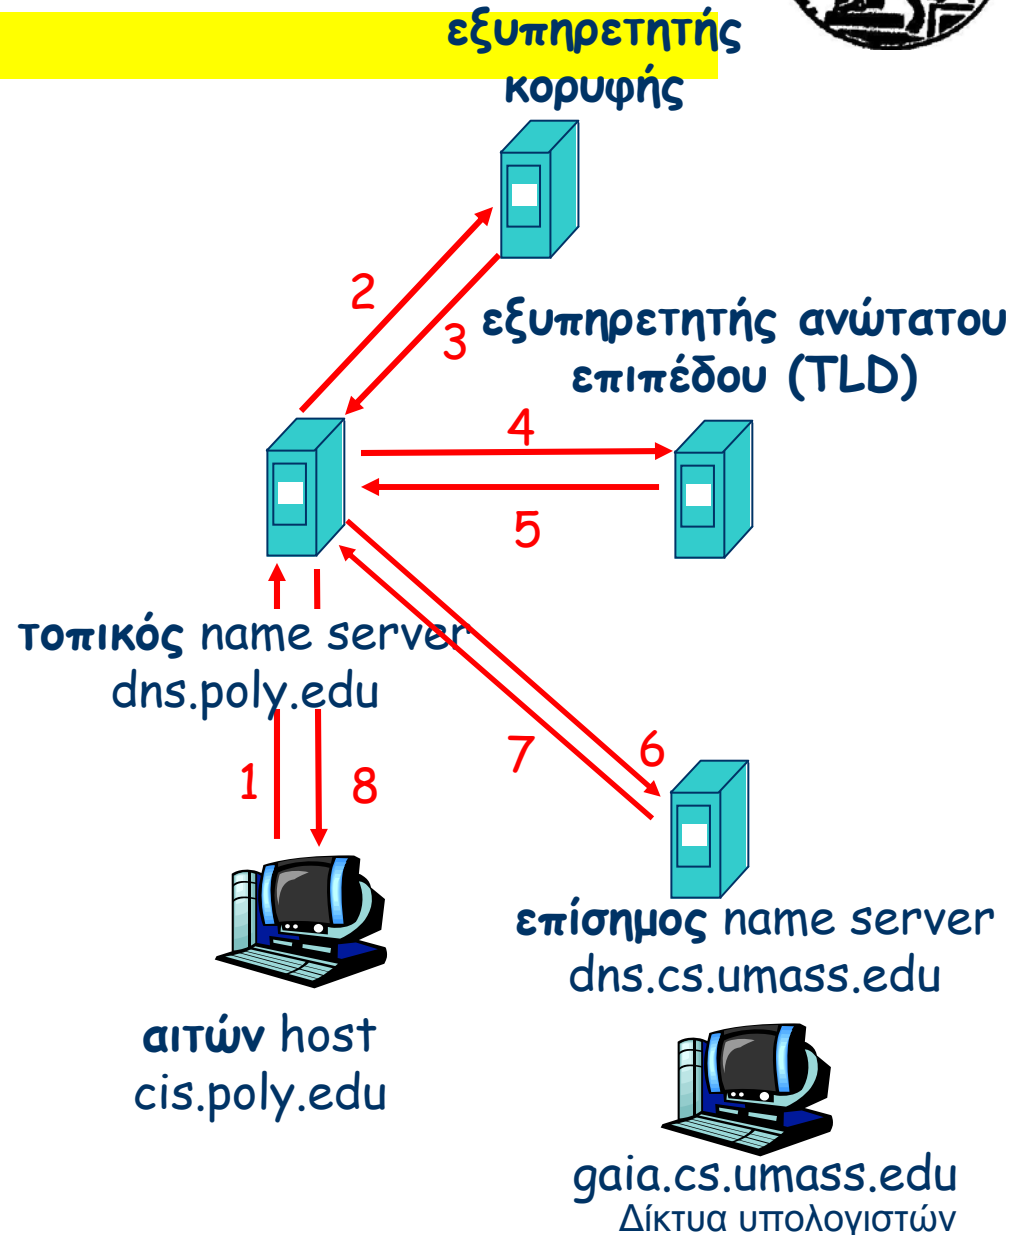 εξυπηρετητής
κορυφής
2
3
εξυπηρετητής ανώτατου
επιπέδου (TLD)
4
5
τοπικός name server
dns.poly.edu
7
6
1
8
επίσημος name server
dns.cs.umass.edu
αιτών host
cis.poly.edu
gaia.cs.umass.edu
Δίκτυα υπολογιστών